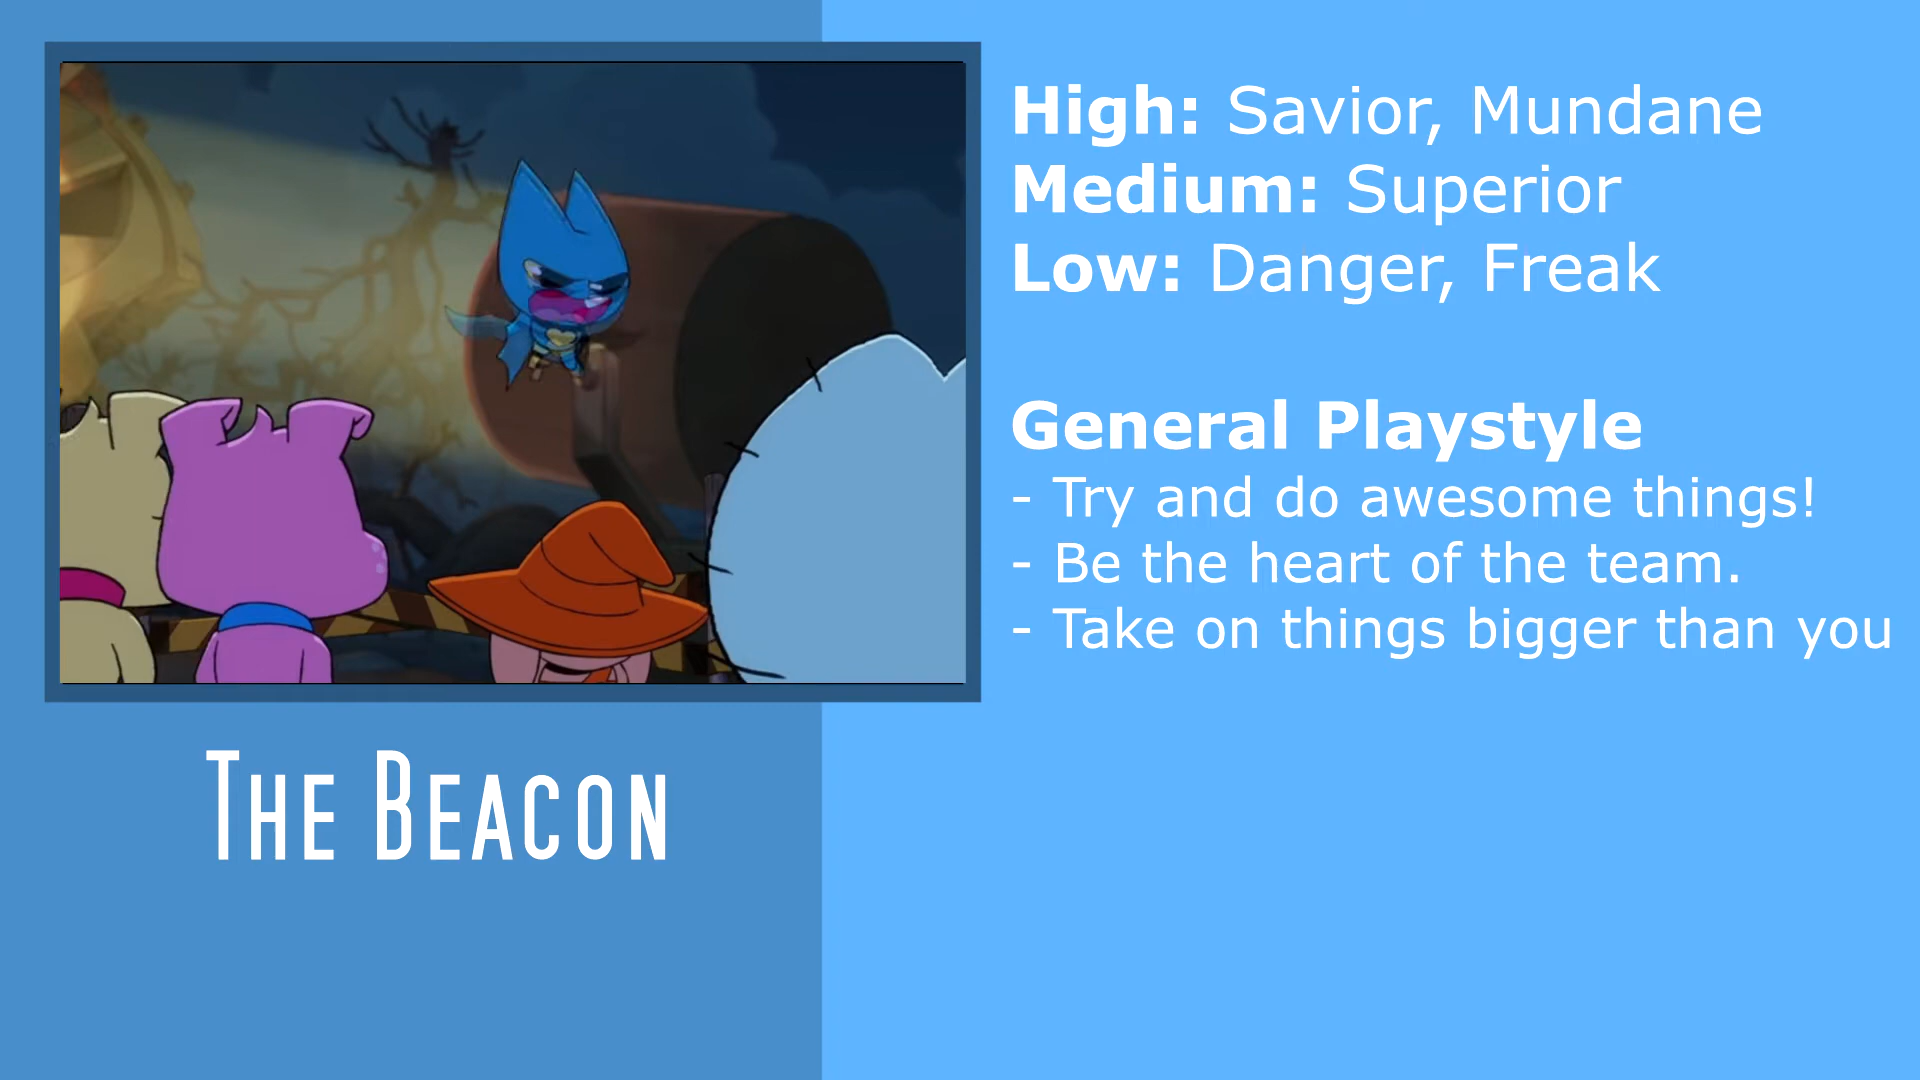 High: Savior, Mundane
Medium: Superior
Low: Danger, Freak
General Playstyle
- Try and do awesome things!
- Be the heart of the team.
- Take on things bigger than you
The Beacon